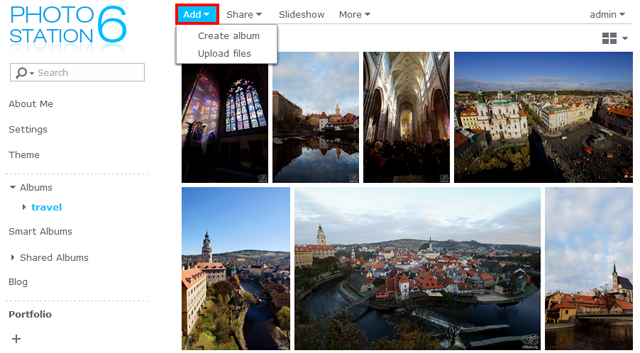 PHOTO
STATION 6
Add Share Slideshow More admin
Create album
Upload files
Search
About Me
Settings
Theme
Albums
travel
Smart Albums
Shared Albums
Blog
Portfolio
+